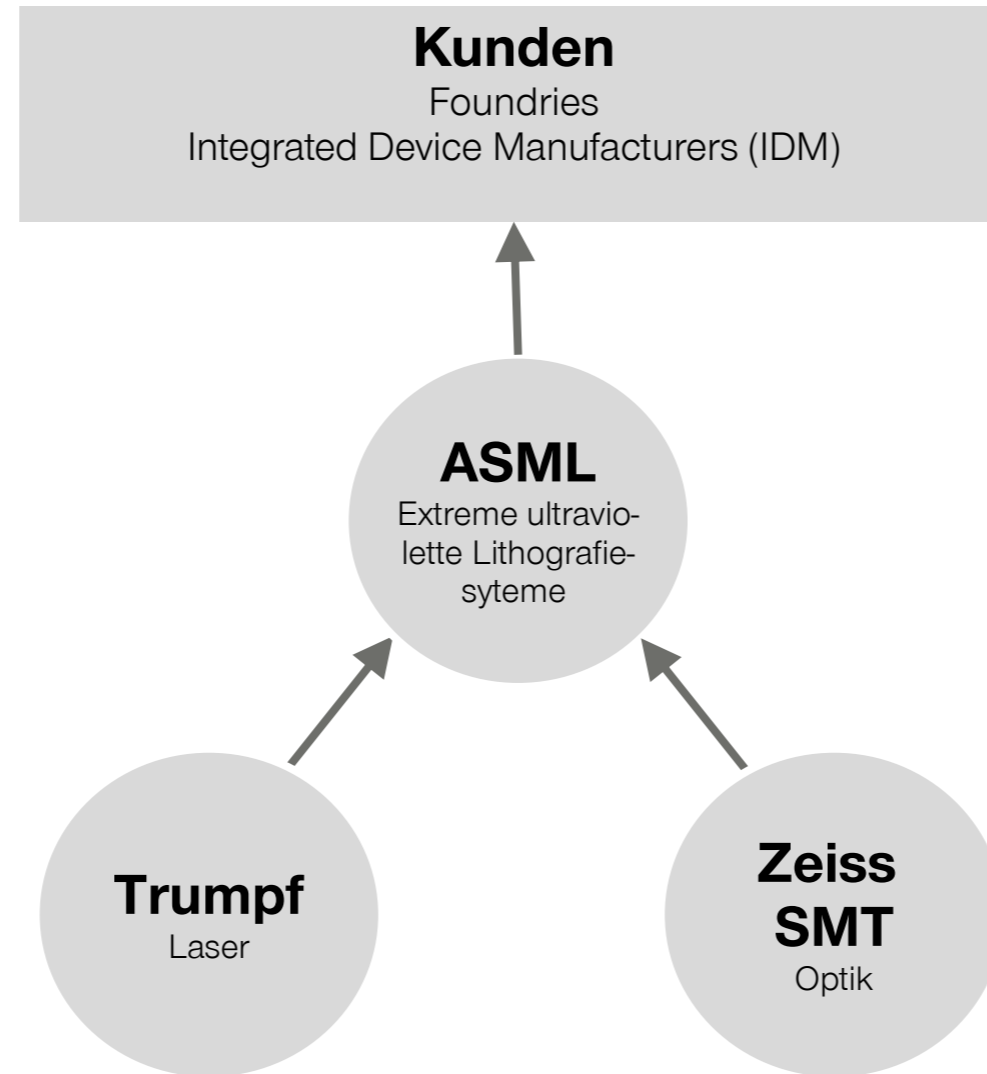 Kunden
Foundries
Integrated Device Manufacturers (IDM)
ASML
Extreme ultravio-
lette Lithografie-
syteme
Trumpf
Laser
Zeiss
SMT
Optik